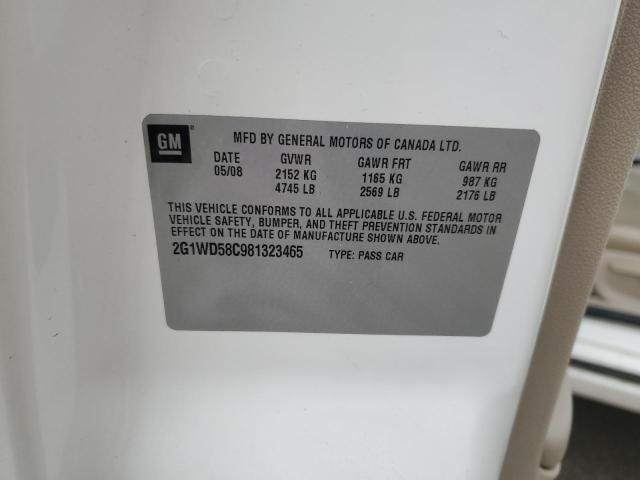 GM® MFD BY GENERAL MOTORS OF CANADA LTD.
DATE GVWR GAWR FRT GAWR RR
05/08 2152 KG 1165 KG 987 KG
4745 LB 2569 LB 2176 LB
THIS VEHICLE CONFORMS TO ALL APPLICABLE U.S. FEDERAL MOTOR
VEHICLE SAFETY, BUMPER, AND THEFT PREVENTION STANDARDS IN
EFFECT ON THE DATE OF MANUFACTURE SHOWN ABOVE.
2G1WD58C981323465 TYPE: PASS CAR